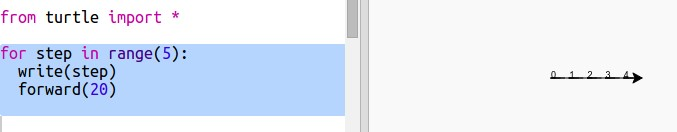 from turtle import *
for step in range(5):
  write(step)
  forward(20)
0 1 2 3 4